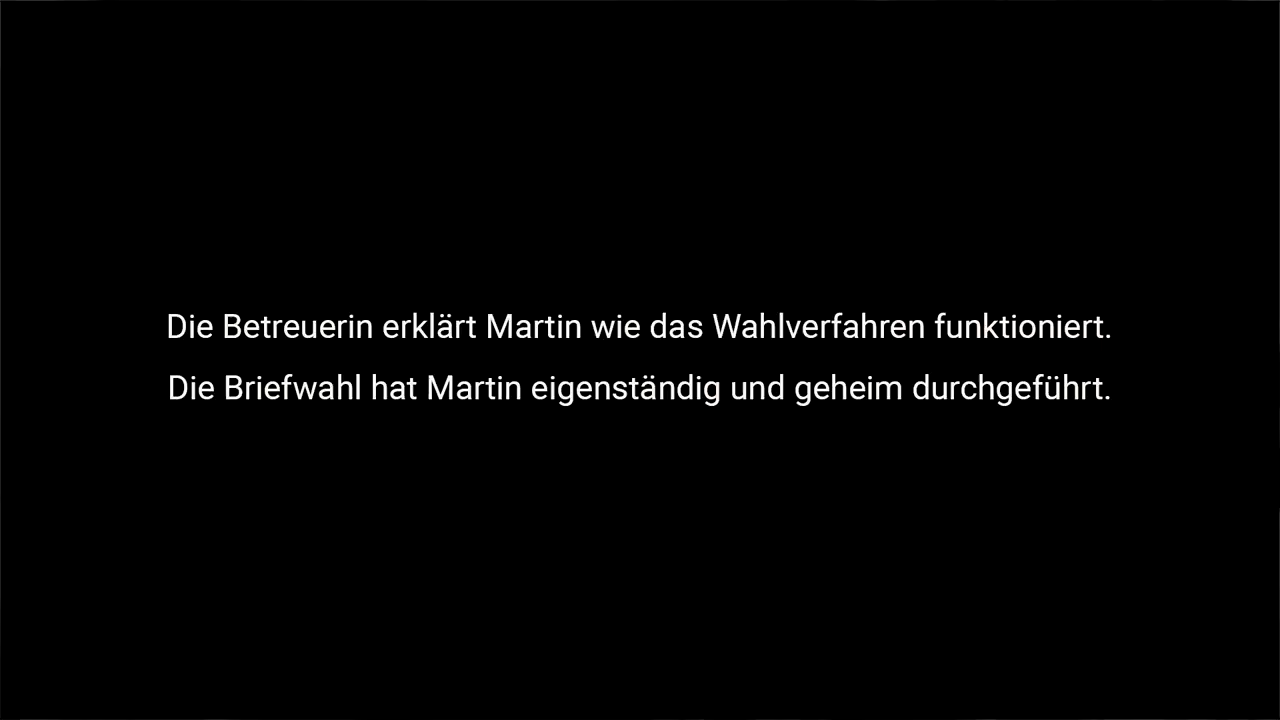 Die Betreuerin erklärt Martin wie das Wahlverfahren funktioniert.
Die Briefwahl hat Martin eigenständig und geheim durchgeführt.